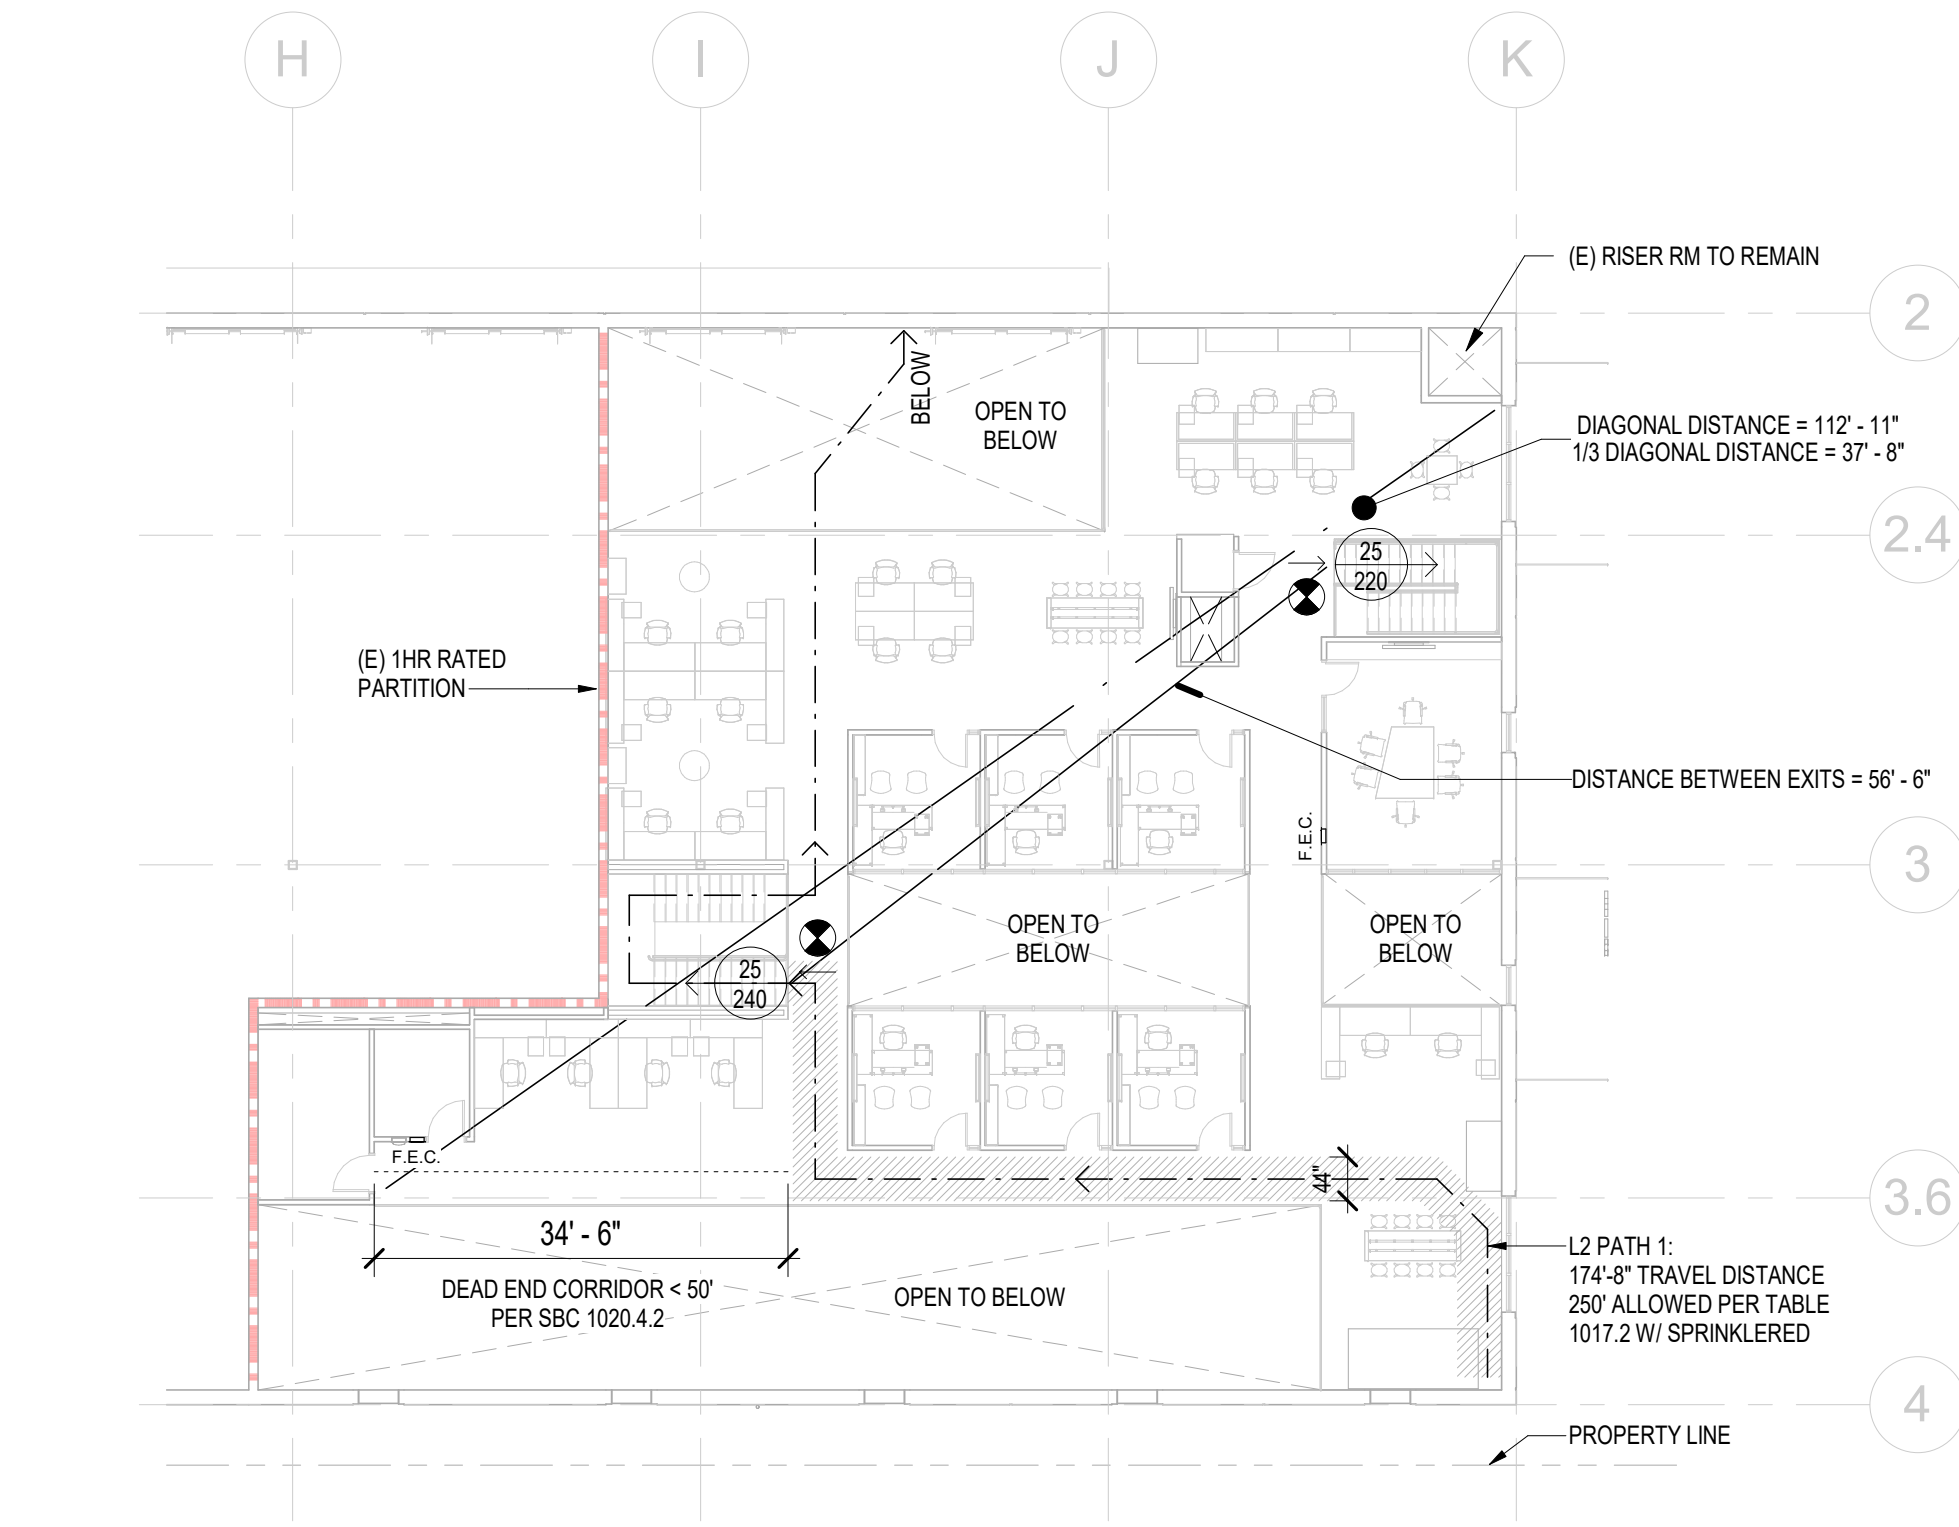 H
I
J
K
(E) RISER RM TO REMAIN
2
BELOW
OPEN TO
BELOW
DIAGONAL DISTANCE = 112' - 11"
1/3 DIAGONAL DISTANCE = 37' - 8"
2.4
25
220
(E) 1HR RATED
PARTITION
DISTANCE BETWEEN EXITS = 56' - 6"
F.E.C.
3
OPEN TO
BELOW
OPEN TO
BELOW
25
240
F.E.C.
44"
3.6
34' - 6"
DEAD END CORRIDOR < 50'
PER SBC 1020.4.2
OPEN TO BELOW
L2 PATH 1:
174'-8" TRAVEL DISTANCE
250' ALLOWED PER TABLE
1017.2 W/ SPRINKLERED
4
PROPERTY LINE